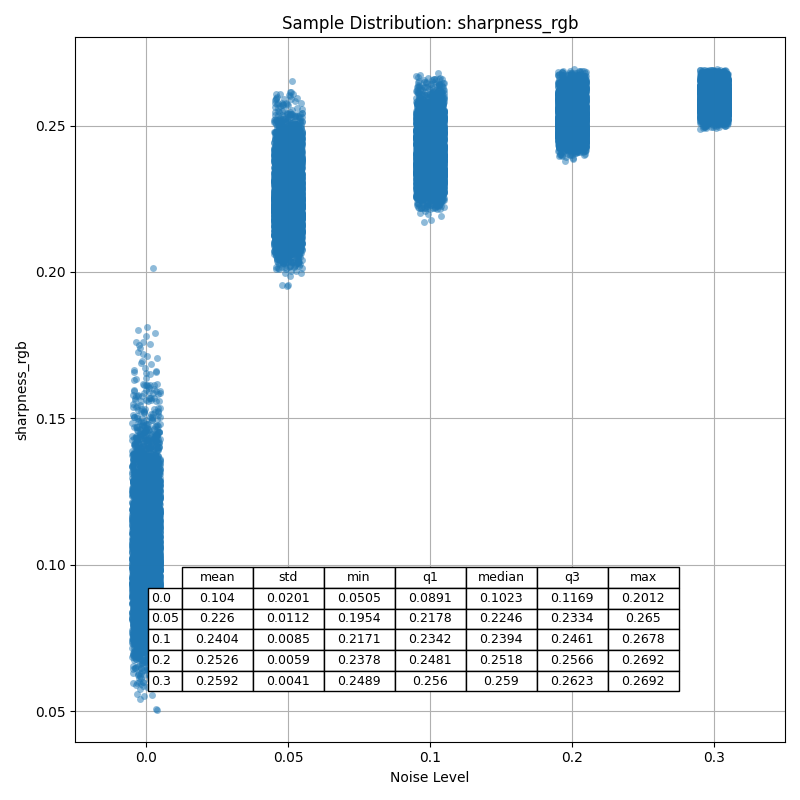 Sample Distribution: sharpness_rgb
sharpness_rgb
0.25
0.20
0.15
0.10
0.05
mean std min q1 median q3 max
0.0 0.104 0.0201 0.0505 0.0891 0.1023 0.1169 0.2012
0.05 0.226 0.0112 0.1954 0.2178 0.2246 0.2334 0.265
0.1 0.2404 0.0085 0.2171 0.2342 0.2394 0.2461 0.2678
0.2 0.2526 0.0059 0.2378 0.2481 0.2518 0.2566 0.2692
0.3 0.2592 0.0041 0.2489 0.256 0.259 0.2623 0.2692
0.0 0.05 0.1 0.2 0.3
Noise Level